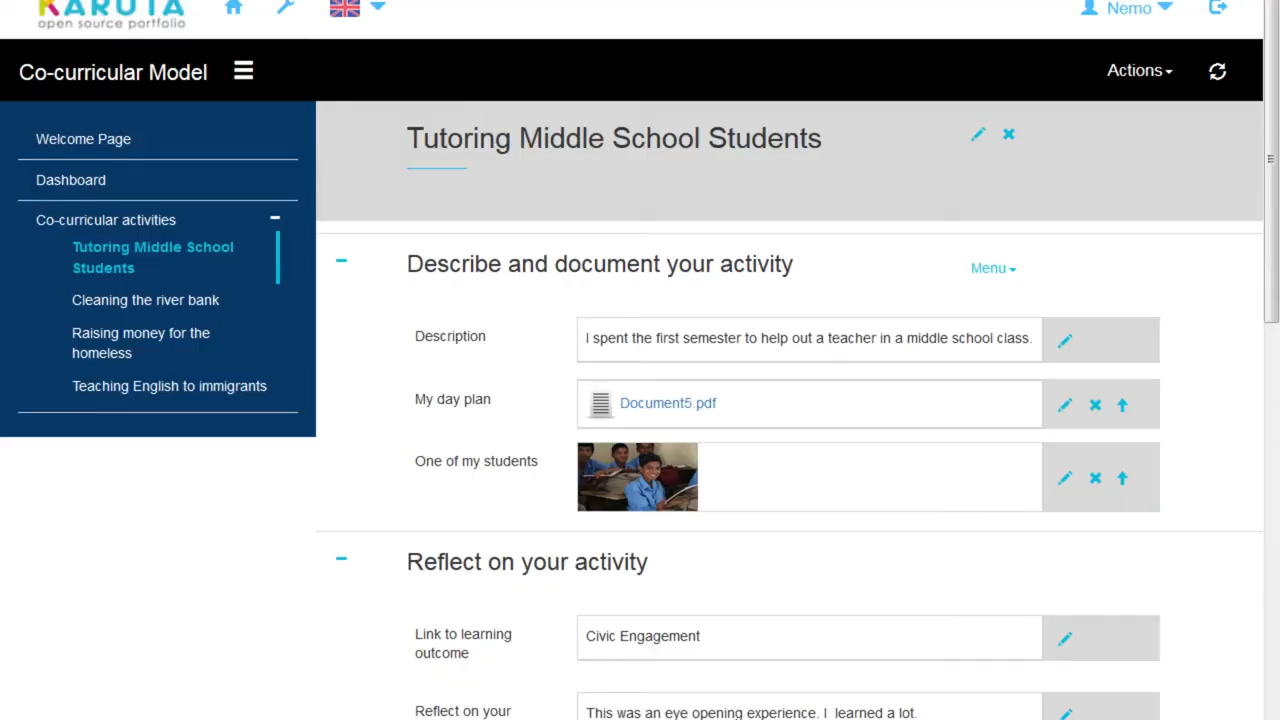 KARUTA
open source portfolio
Nemo
Co-curricular Model
Actions
Welcome Page
Dashboard
Co-curricular activities
Tutoring Middle School
Students
Cleaning the river bank
Raising money for the
homeless
Teaching English to immigrants
Tutoring Middle School Students
Describe and document your activity
Menu
Description
I spent the first semester to help out a teacher in a middle school class.
My day plan
Document5.pdf
One of my students
Reflect on your activity
Link to learning
outcome
Civic Engagement
Reflect on your
This was an eye opening experience. I learned a lot.